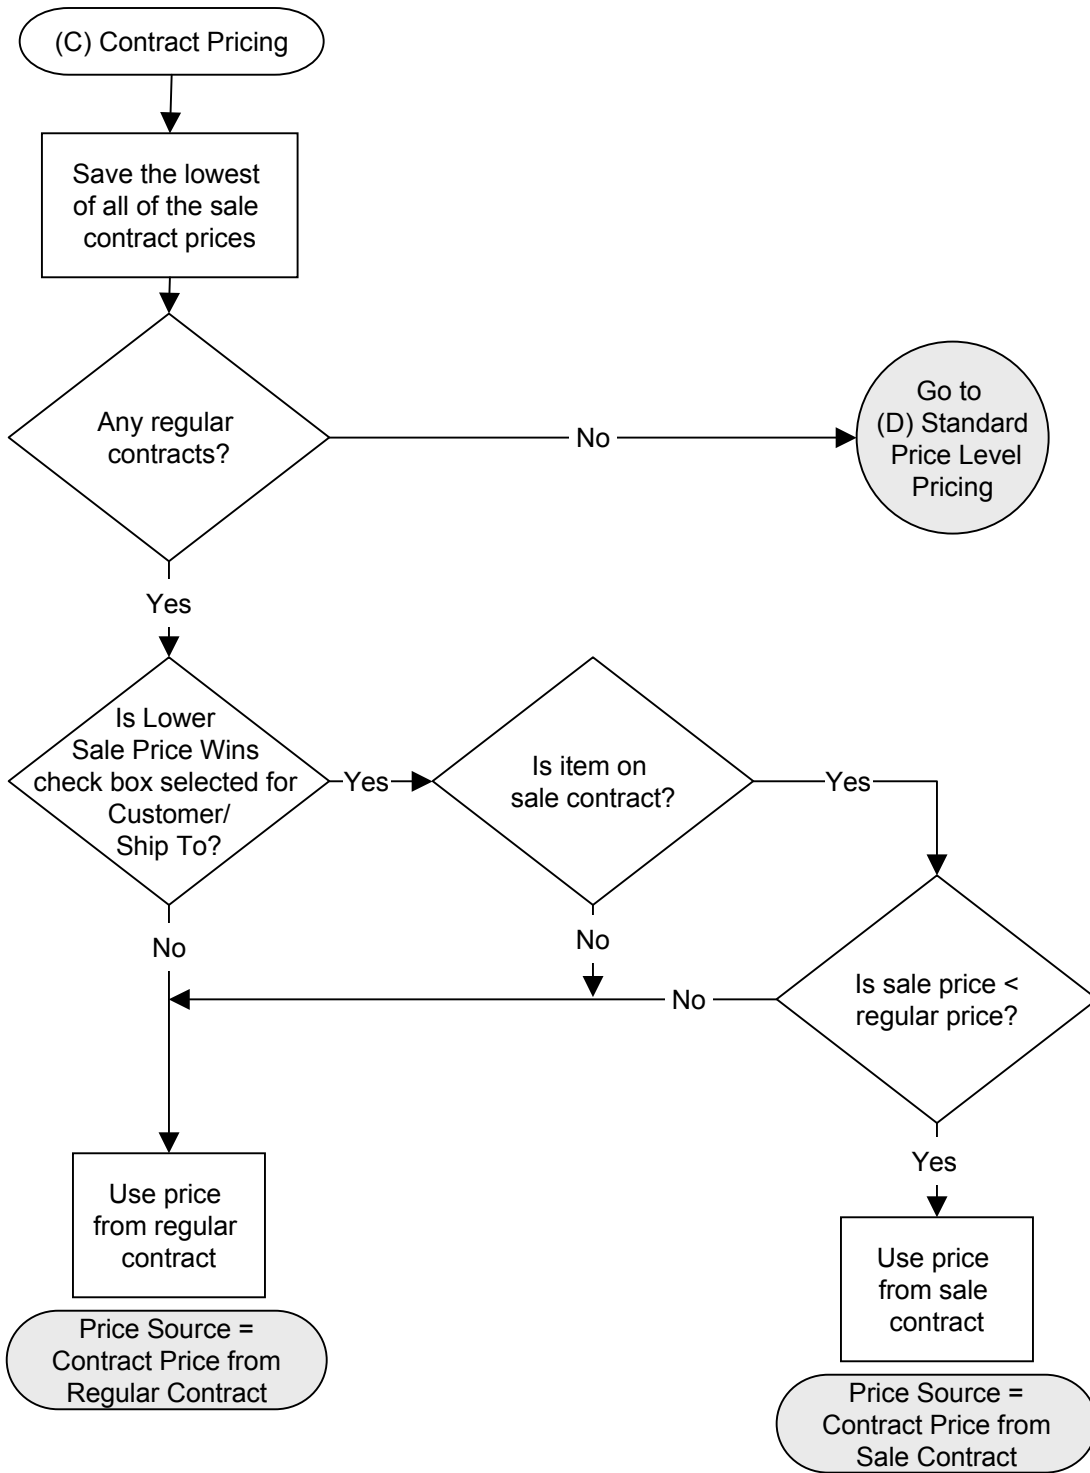 (C) Contract Pricing
Save the lowest
of all of the sale
contract prices
Any regular
contracts?
No
Go to
(D) Standard
Price Level
Pricing
Yes
Is Lower
Sale Price Wins
check box selected for
Customer/
Ship To?
Yes
Is item on
sale contract?
Yes
No
No
No
Is sale price <
regular price?
Yes
Use price
from regular
contract
Price Source =
Contract Price from
Regular Contract
Use price
from sale
contract
Price Source =
Contract Price from
Sale Contract